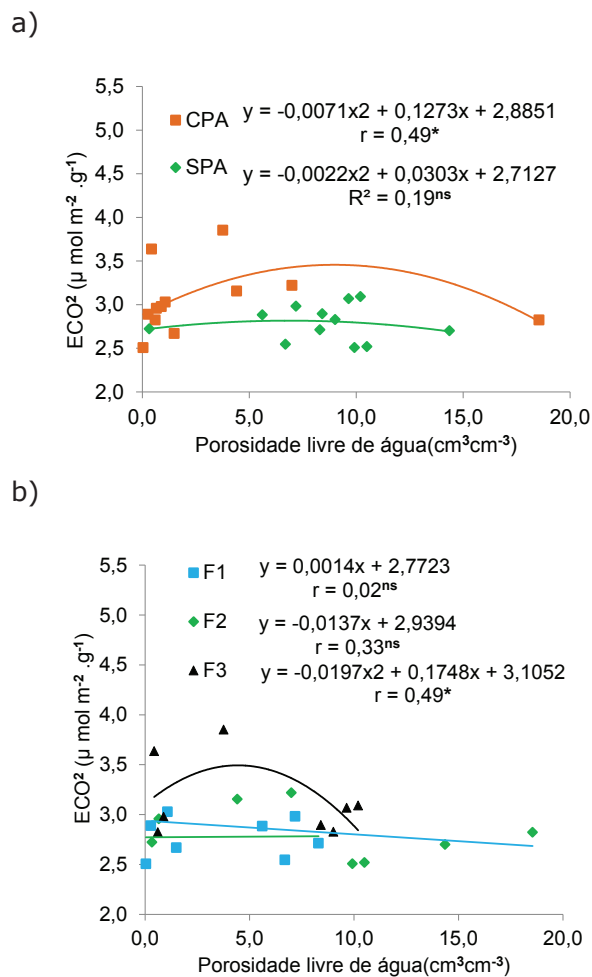 a)
5,5
5,0
4,5
4,0
3,5
3,0
2,5
2,0
ECO² (µ mol m⁻² .g⁻¹)
CPA
y = -0,0071x2 + 0,1273x + 2,8851
r = 0,49*
SPA
y = -0,0022x2 + 0,0303x + 2,7127
R² = 0,19ⁿˢ
0,0 5,0 10,0 15,0 20,0
Porosidade livre de água(cm³cm⁻³)
b)
5,5
5,0
4,5
4,0
3,5
3,0
2,5
2,0
ECO² (µ mol m⁻² .g⁻¹)
F1
y = 0,0014x + 2,7723
r = 0,02ⁿˢ
F2
y = -0,0137x + 2,9394
r = 0,33ⁿˢ
F3
y = -0,0197x2 + 0,1748x + 3,1052
r = 0,49*
0,0 5,0 10,0 15,0 20,0
Porosidade livre de água(cm³cm⁻³)